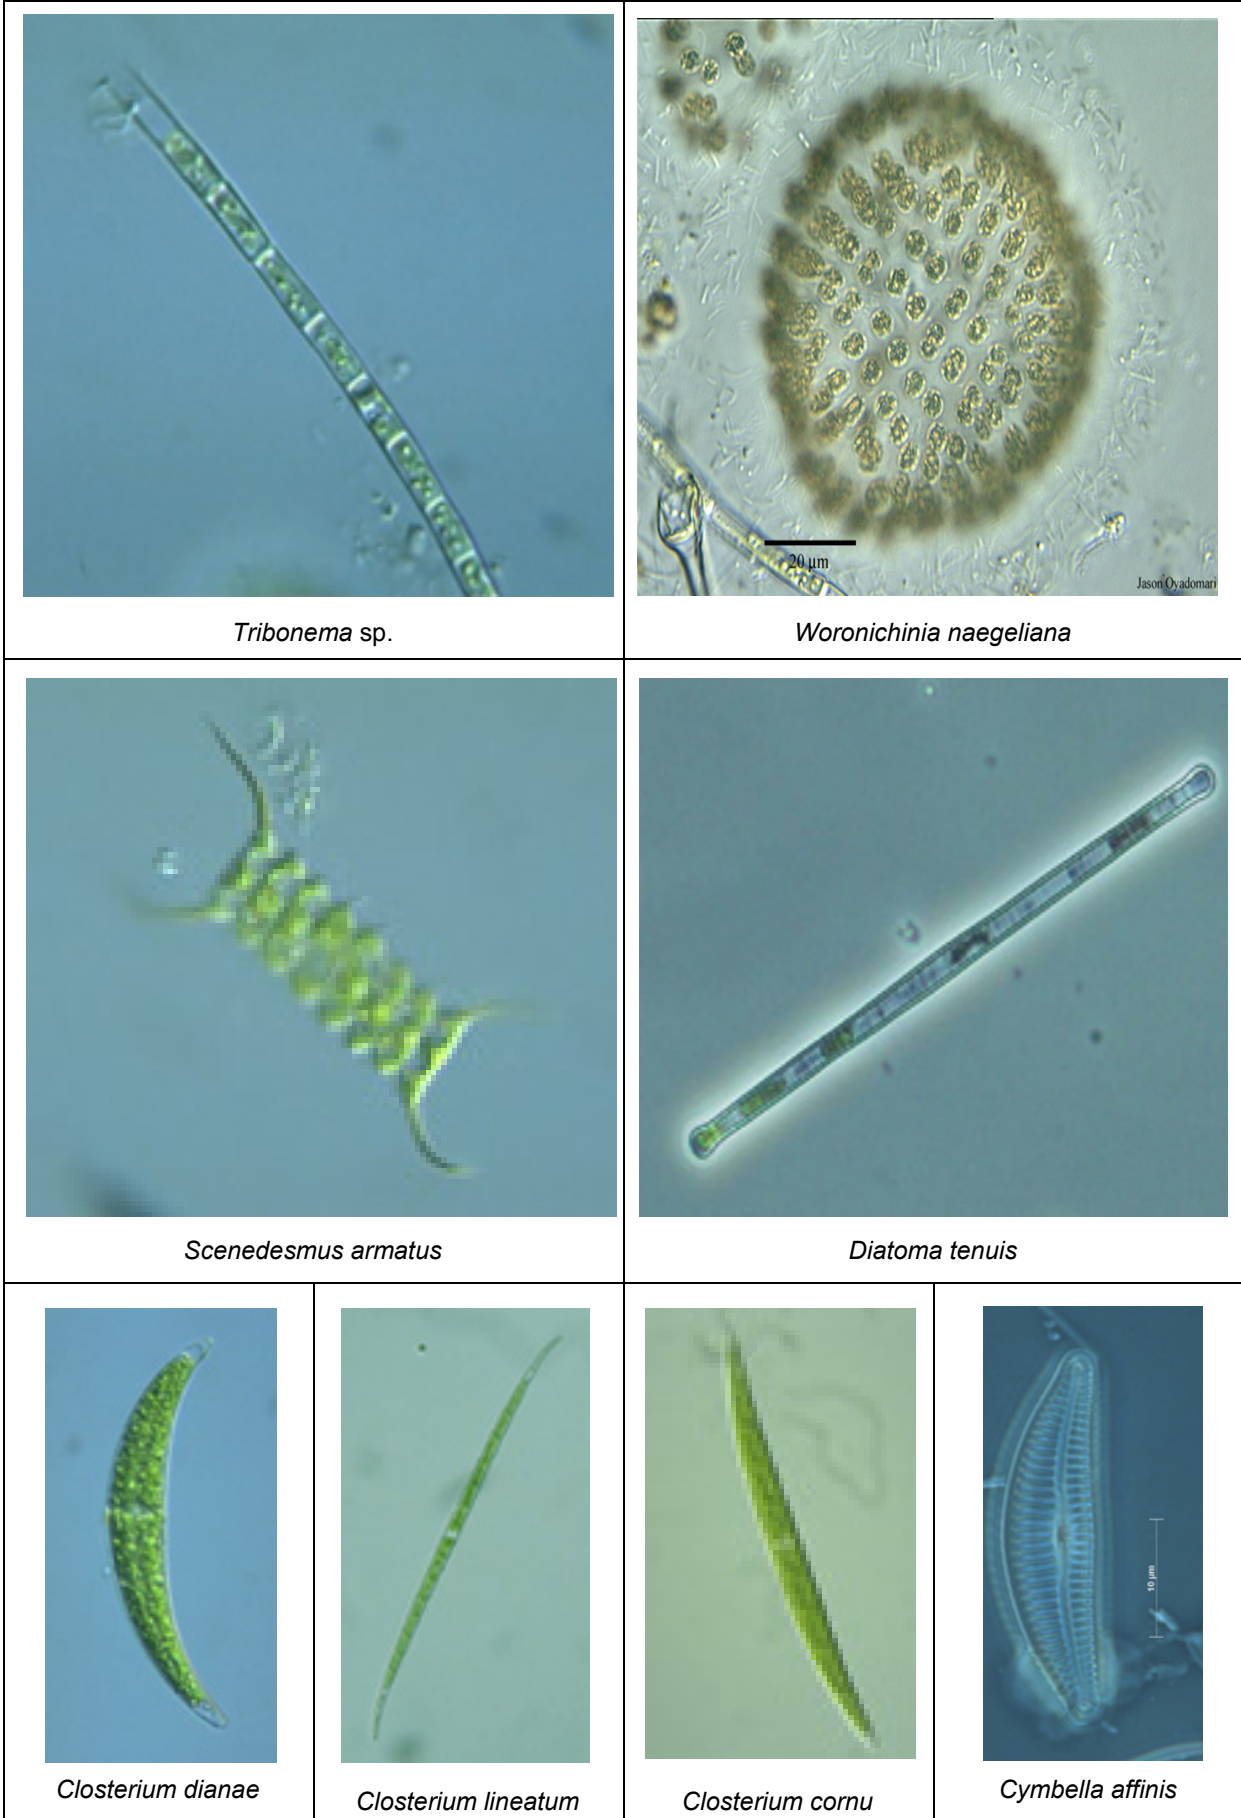 20 µm
Jason Oyadomari
Tribonema sp.
Woronichinia naegeliana
Scenedesmus armatus
Diatoma tenuis
10 µm
Closterium dianae
Closterium lineatum
Closterium cornu
Cymbella affinis